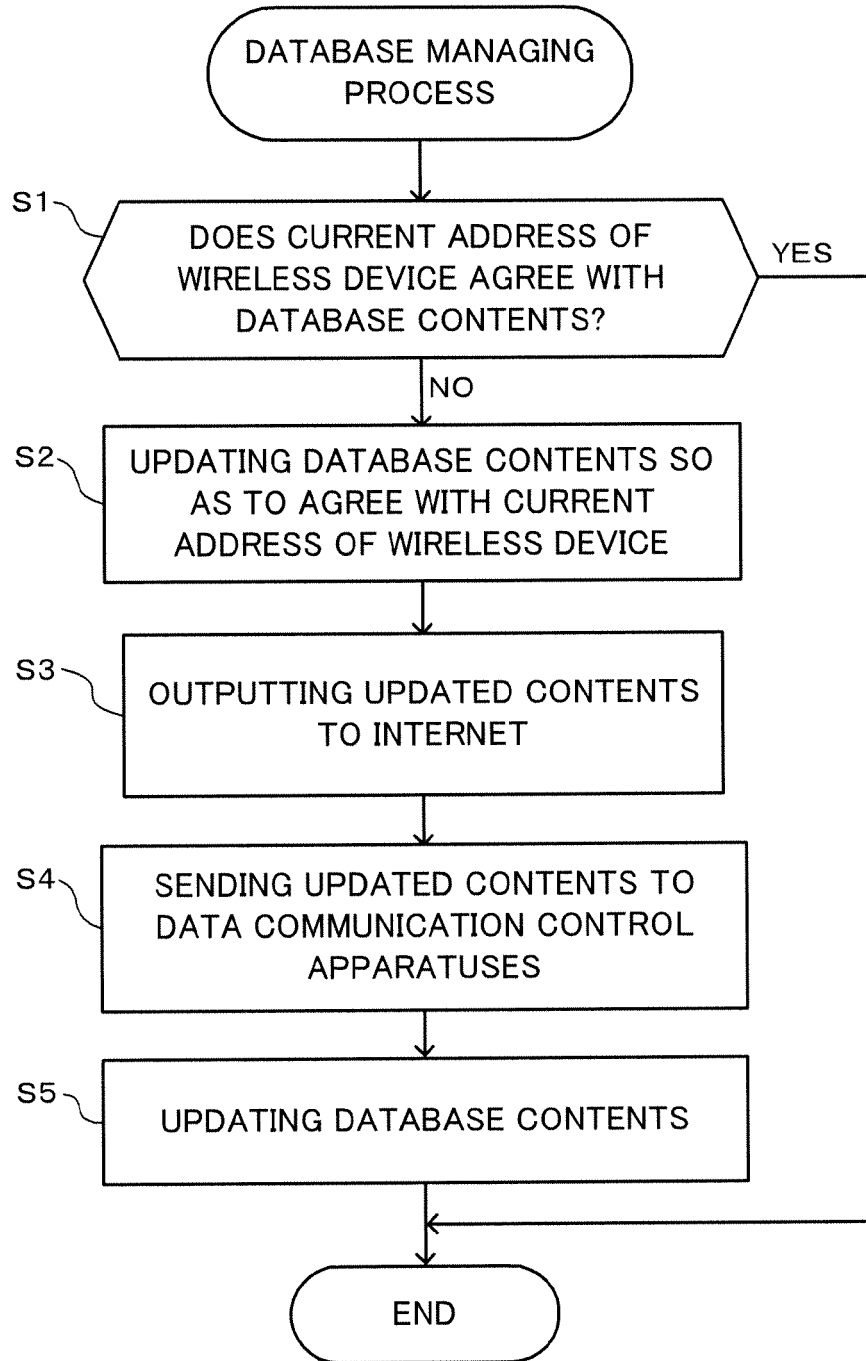 DATABASE MANAGING
PROCESS
S1
DOES CURRENT ADDRESS OF
WIRELESS DEVICE AGREE WITH
DATABASE CONTENTS?
YES
NO
S2
UPDATING DATABASE CONTENTS SO
AS TO AGREE WITH CURRENT
ADDRESS OF WIRELESS DEVICE
S3
OUTPUTTING UPDATED CONTENTS
TO INTERNET
S4
SENDING UPDATED CONTENTS TO
DATA COMMUNICATION CONTROL
APPARATUSES
S5
UPDATING DATABASE CONTENTS
END